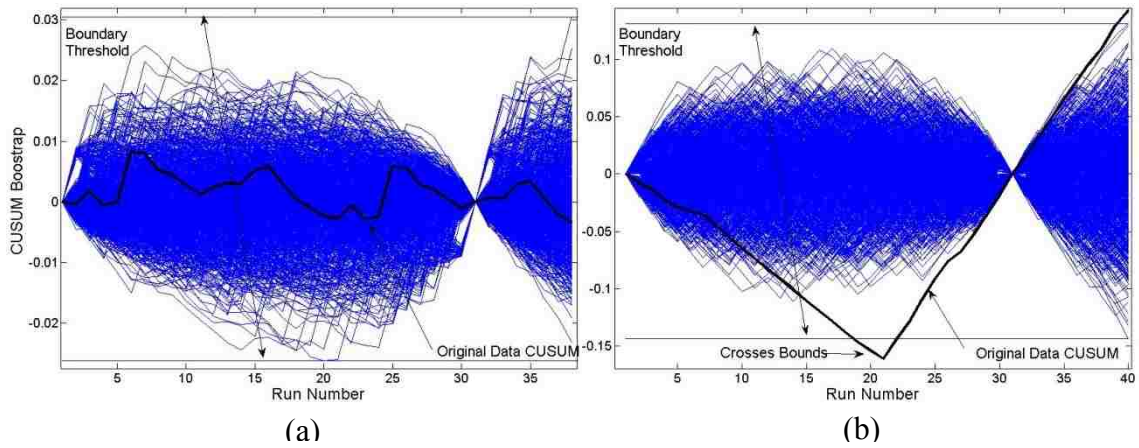 0.03
0.02
0.01
0
-0.01
-0.02
CUSUM Boostrap
Boundary
Threshold
Original Data CUSUM
5
10
15
20
25
30
35
Run Number
(a)
0.1
0.05
0
-0.05
-0.1
-0.15
Boundary
Threshold
Crosses Bounds
Original Data CUSUM
5
10
15
20
25
30
35
40
Run Number
(b)